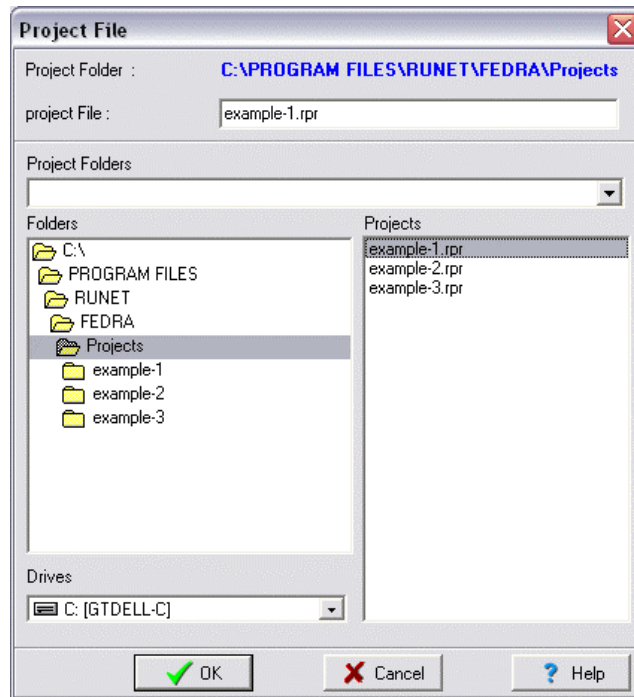 Project File
Project Folder :
C:\PROGRAM FILES\RUNET\FEDRA\Projects
project File :
example-1.rpr
Project Folders
Folders
C:\
PROGRAM FILES
RUNET
FEDRA
Projects
example-1
example-2
example-3
Projects
example-1.rpr
example-2.rpr
example-3.rpr
Drives
C: [GTDELL-C]
OK
Cancel
? Help